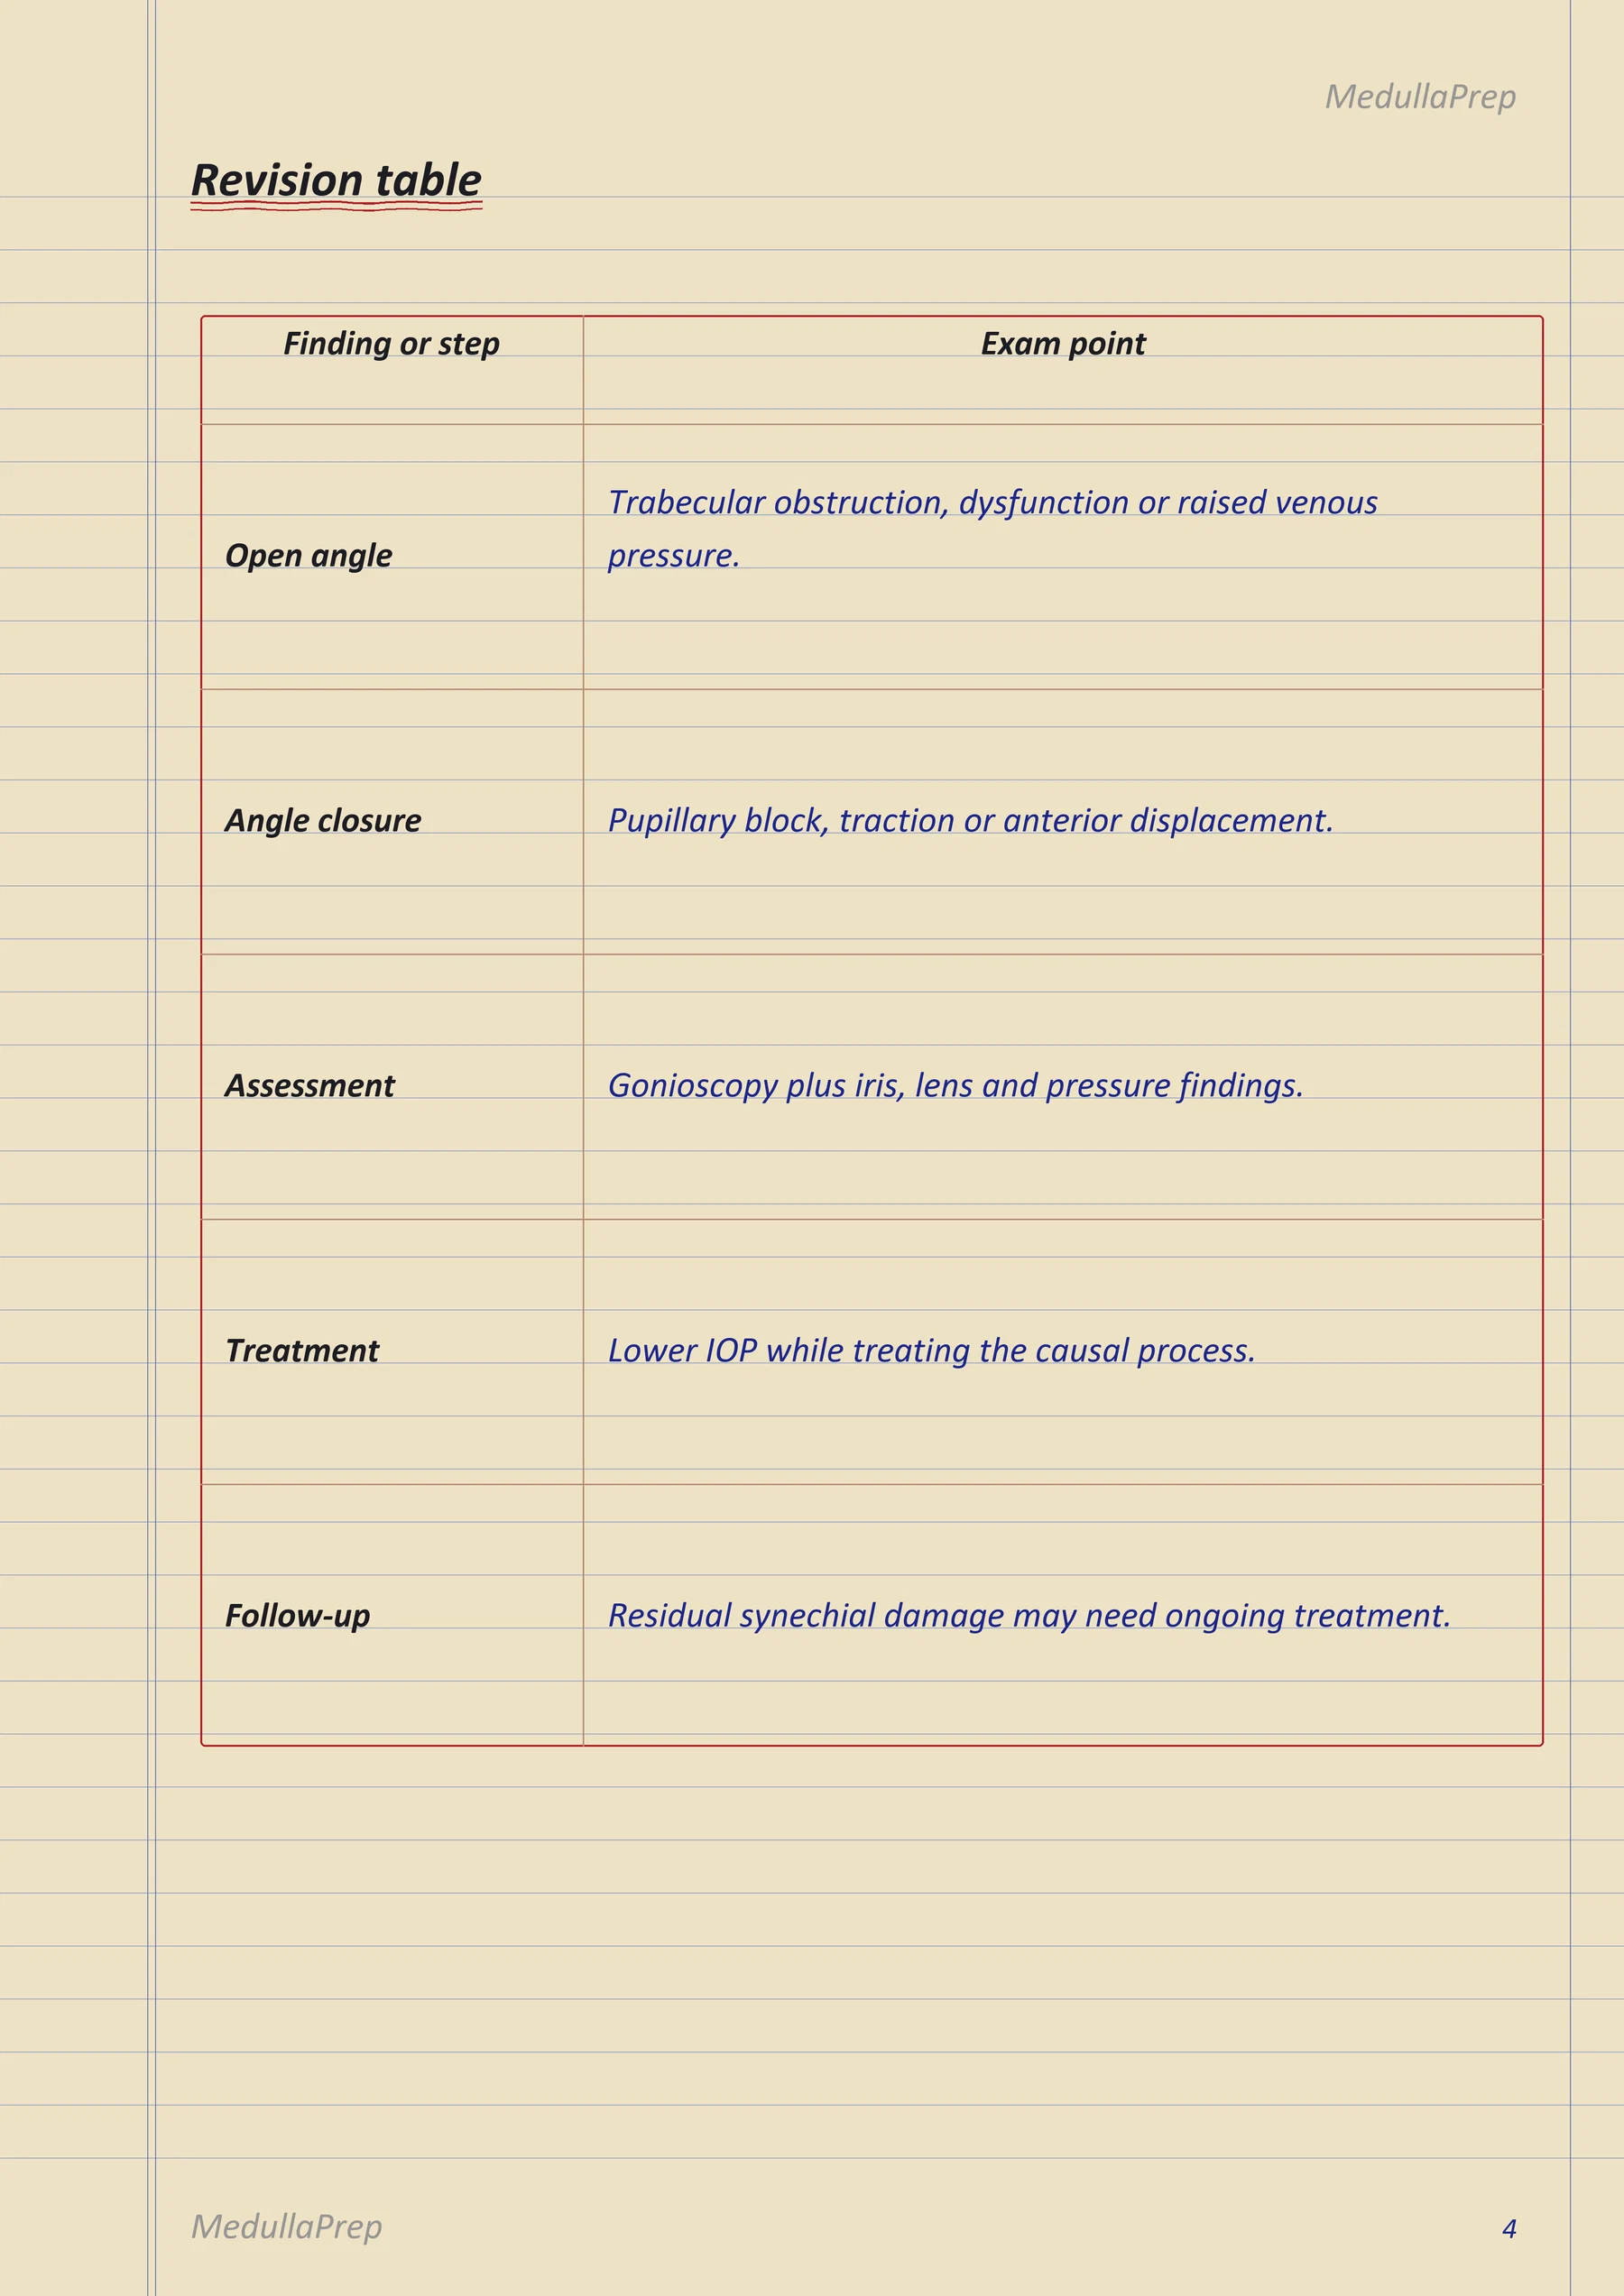 MedullaPrep
Revision table
Finding or step
Exam point
Open angle
Trabecular obstruction, dysfunction or raised venous
pressure.
Angle closure
Pupillary block, traction or anterior displacement.
Assessment
Gonioscopy plus iris, lens and pressure findings.
Treatment
Lower IOP while treating the causal process.
Follow-up
Residual synechial damage may need ongoing treatment.
MedullaPrep
4